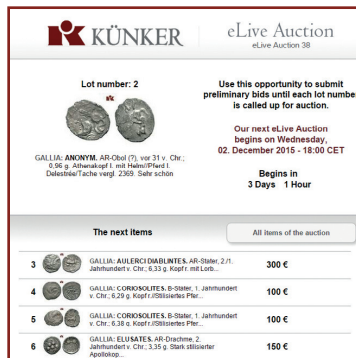 KÜNKER
eLive Auction
eLive Auction 38
Lot number: 2
GALLIA: ANONYM. AR-Obol (?), vor 31 v. Chr.;
0,96 g. Athenakopf l. mit Helm//Pferd l.
Delestrée/Tache vergl. 2369. Sehr schön
Use this opportunity to submit
preliminary bids until each lot number
is called up for auction.
Our next eLive Auction
begins on Wednesday,
02. December 2015 - 18:00 CET
Begins in
3 Days 1 Hour
The next items
All items of the auction
3
GALLIA: AULERCI DIABLINTES. AR-Stater, 2./1.
Jahrhundert v. Chr.; 6,33 g. Kopf r. mit Lorb...
300 €
4
GALLIA: CORIOSOLITES. B-Stater, 1. Jahrhundert
v. Chr.; 6,29 g. Kopf r.//Stilisiertes Pfer...
100 €
5
GALLIA: CORIOSOLITES. B-Stater, 1. Jahrhundert
v. Chr.; 6,38 g. Kopf r.//Stilisiertes Pfer...
100 €
6
GALLIA: ELUSATES. AR-Drachme, 2.
Jahrhundert v. Chr.; 3,35 g. Stark stilisierter
Apollokop...
150 €